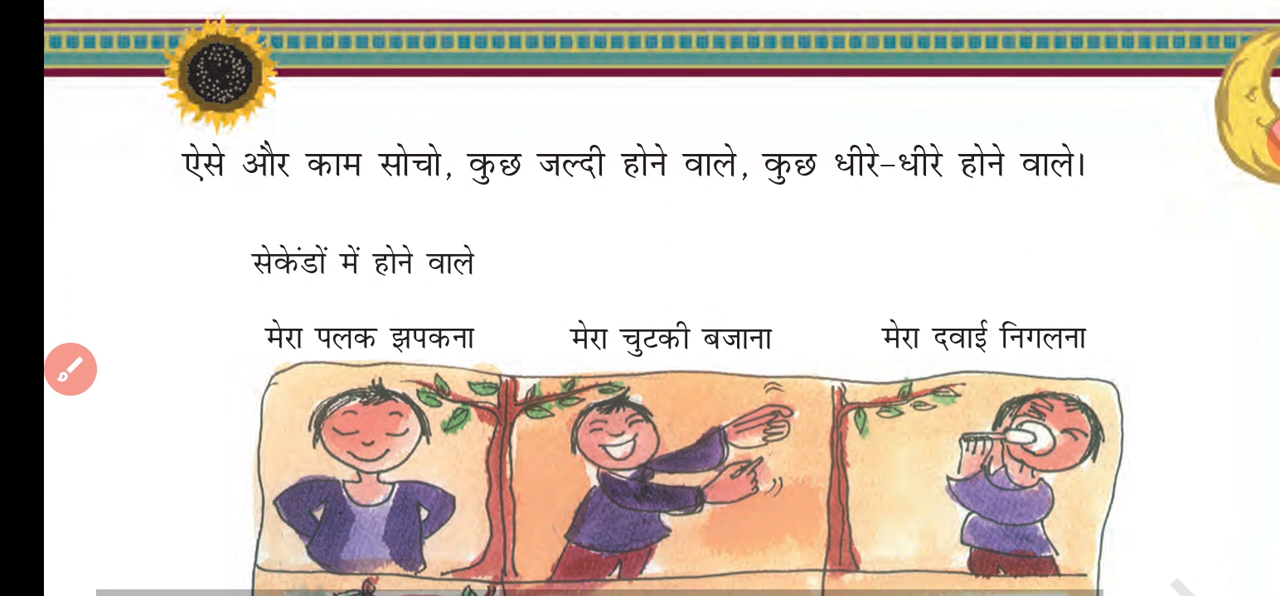 ऐसे और काम सोचो, कुछ जल्दी होने वाले, कुछ धीरे-धीरे होने वाले।
सेकेंडों में होने वाले
मेरा पलक झपकना मेरा चुटकी बजाना मेरा दवाई निगलना